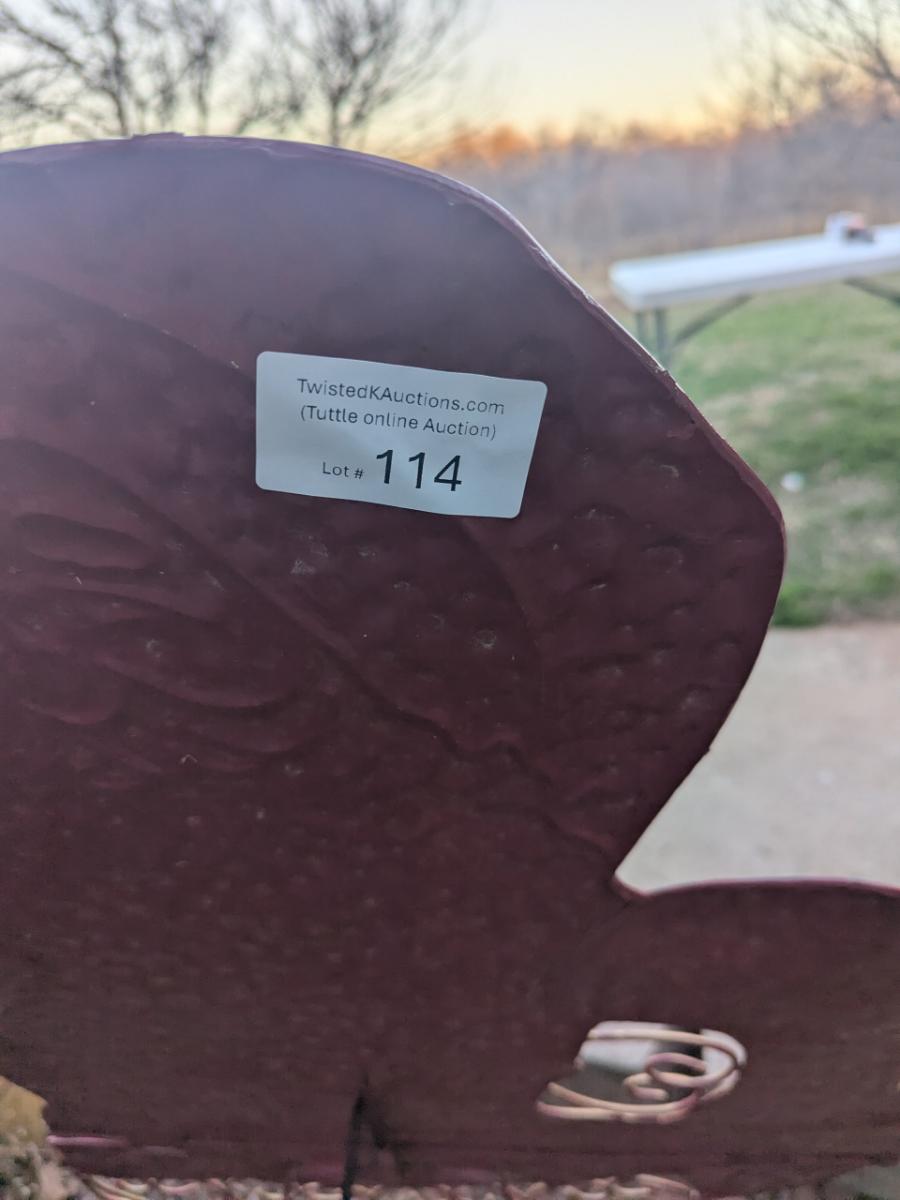 TwistedKAuctions.com
(Tuttle online Auction)
Lot # 114